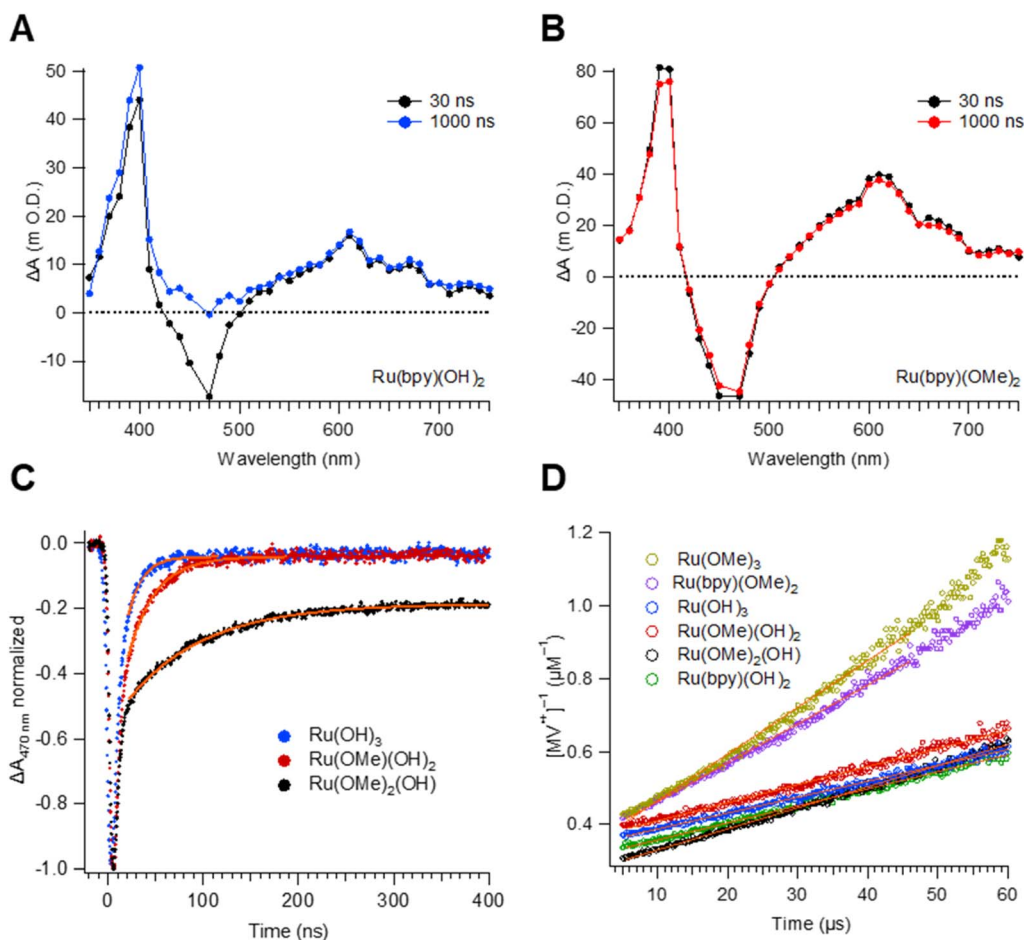 A
ΔA (m O.D.)
50
40
30
20
10
0
-10
30 ns
1000 ns
Ru(bpy)(OH)₂
400
500
600
700
Wavelength (nm)
B
ΔA (m O.D.)
80
60
40
20
0
-20
-40
30 ns
1000 ns
Ru(bpy)(OMe)₂
400
500
600
700
Wavelength (nm)
C
ΔA₄₇₀ ₙₘ normalized
0.0
-0.2
-0.4
-0.6
-0.8
-1.0
Ru(OH)₃
Ru(OMe)(OH)₂
Ru(OMe)₂(OH)
0
100
200
300
400
Time (ns)
D
[MV⁺•]⁻¹ (µM⁻¹)
1.2
1.0
0.8
0.6
0.4
Ru(OMe)₃
Ru(bpy)(OMe)₂
Ru(OH)₃
Ru(OMe)(OH)₂
Ru(OMe)₂(OH)
Ru(bpy)(OH)₂
10
20
30
40
50
60
Time (µs)